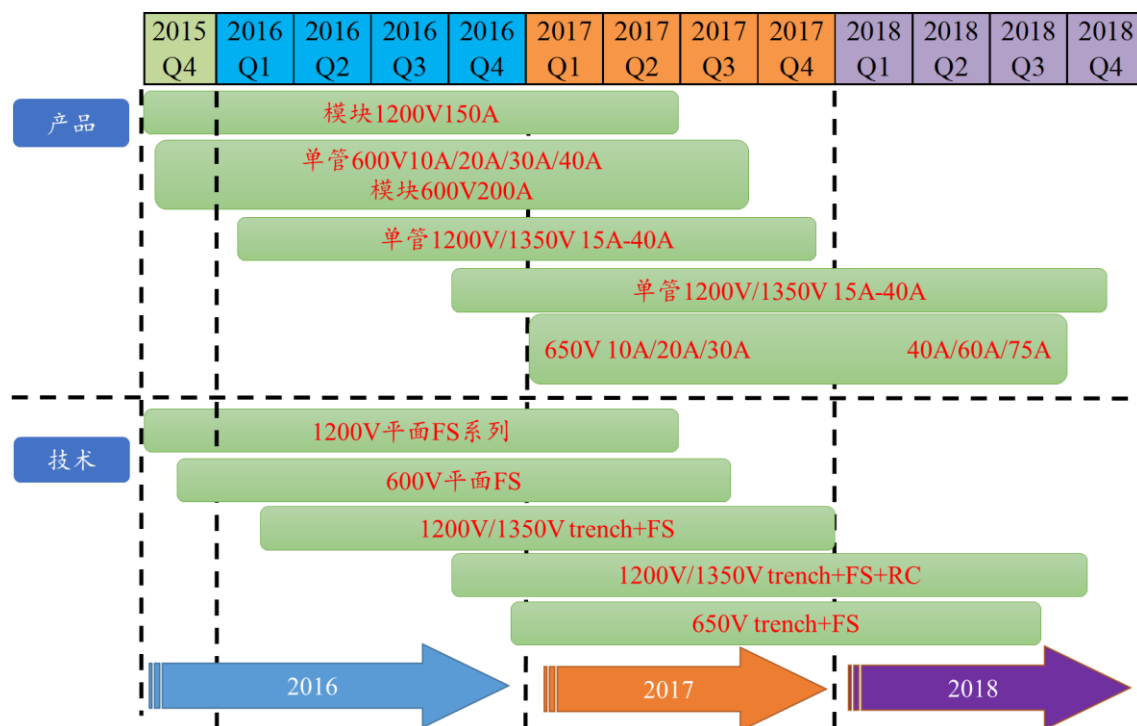 2015 2016 2016 2016 2016 2017 2017 2017 2017 2018 2018 2018 2018
Q4 Q1 Q2 Q3 Q4 Q1 Q2 Q3 Q4 Q1 Q2 Q3 Q4
产品
模块1200V150A
单管600V10A/20A/30A/40A
模块600V200A
单管1200V/1350V 15A-40A
单管1200V/1350V 15A-40A
650V 10A/20A/30A 40A/60A/75A
技术
1200V平面FS系列
600V平面FS
1200V/1350V trench+FS
1200V/1350V trench+FS+RC
650V trench+FS
2016 2017 2018